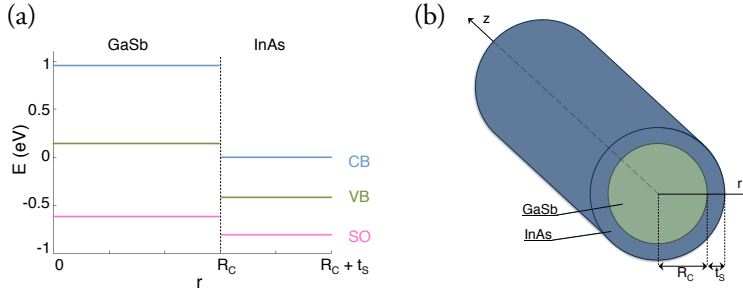 (a)
GaSb InAs
1
0.5
0
-0.5
-1
E (eV)
CB
VB
SO
0 R_C R_C + t_S
r
(b)
z
r
GaSb
InAs
R_C t_S